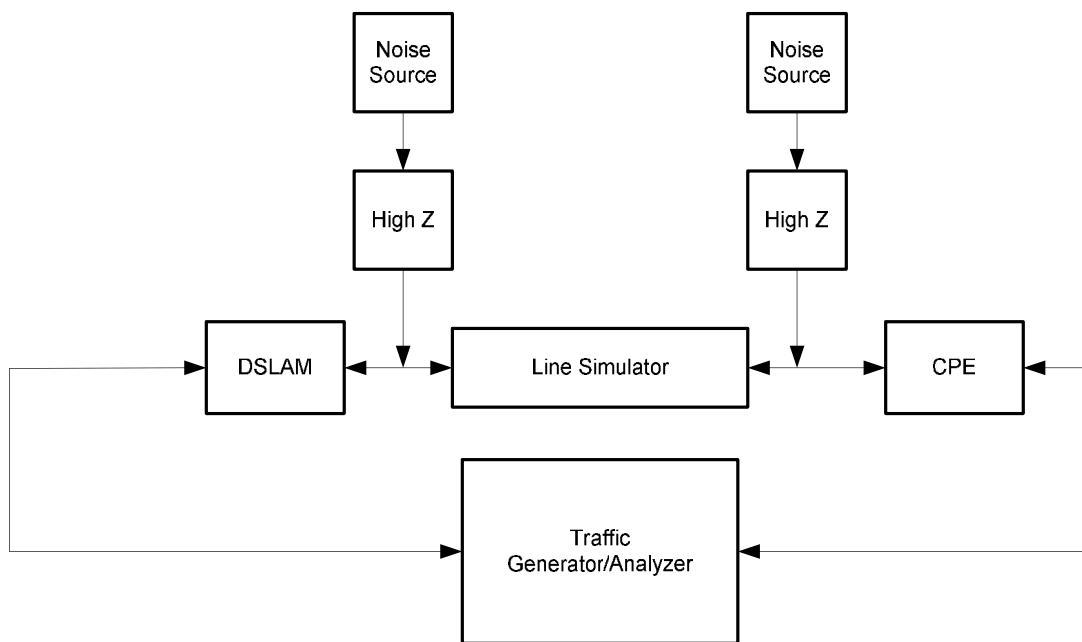 Noise
Source
Noise
Source
High Z
High Z
DSLAM
Line Simulator
CPE
Traffic
Generator/Analyzer